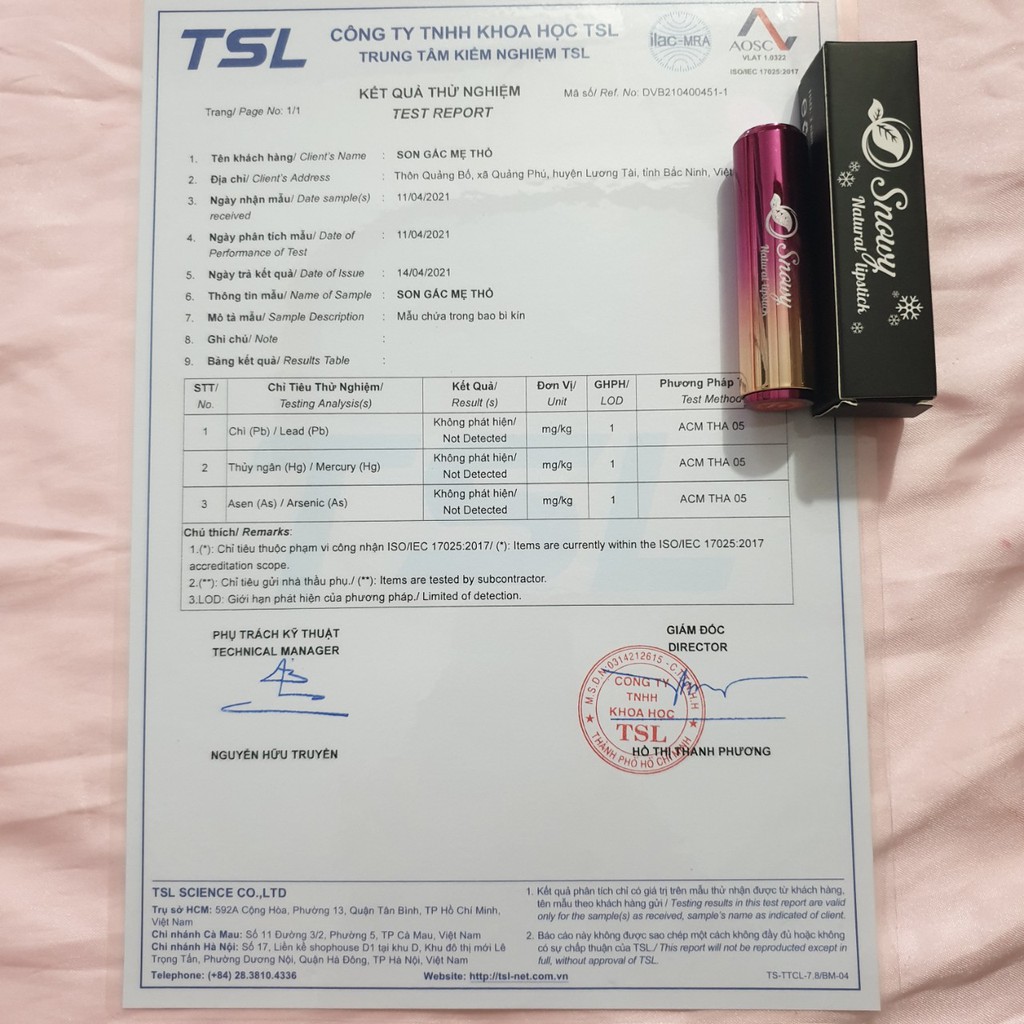 TSL
CÔNG TY TNHH KHOA HỌC TSL
TRUNG TÂM KIỂM NGHIỆM TSL
ilac-MRA
AOSC
VLAT 1.0322
ISO/IEC 17025:2017
KẾT QUẢ THỬ NGHIỆM
TEST REPORT
Mã số/ Ref. No: DVB210400451-1
Trang/ Page No: 1/1
1. Tên khách hàng/ Client's Name : SON GẤC MẸ THỎ
2. Địa chỉ/ Client's Address : Thôn Quảng Bố, xã Quảng Phú, huyện Lương Tài, tỉnh Bắc Ninh, Việt
3. Ngày nhận mẫu/ Date sample(s) : 11/04/2021
received
4. Ngày phân tích mẫu/ Date of : 11/04/2021
Performance of Test
5. Ngày trả kết quả/ Date of Issue : 14/04/2021
6. Thông tin mẫu/ Name of Sample : SON GẤC MẸ THỎ
7. Mô tả mẫu/ Sample Description : Mẫu chứa trong bao bì kín
8. Ghi chú/ Note :
9. Bảng kết quả/ Results Table :
STT/ Chỉ Tiêu Thử Nghiệm/ Kết Quả/ Đơn Vị/ GHPH/ Phương Pháp
No. Testing Analysis(s) Result (s) Unit LOD Test Method
1 Chì (Pb) / Lead (Pb) Không phát hiện/ Not Detected mg/kg 1 ACM THA 05
2 Thủy ngân (Hg) / Mercury (Hg) Không phát hiện/ Not Detected mg/kg 1 ACM THA 05
3 Asen (As) / Arsenic (As) Không phát hiện/ Not Detected mg/kg 1 ACM THA 05
Chú thích/ Remarks:
1.(*): Chỉ tiêu thuộc phạm vi công nhận ISO/IEC 17025:2017/ (*): Items are currently within the ISO/IEC 17025:2017
accreditation scope.
2.(**): Chỉ tiêu gửi nhà thầu phụ./ (**): Items are tested by subcontractor.
3.LOD: Giới hạn phát hiện của phương pháp./ Limited of detection.
PHỤ TRÁCH KỸ THUẬT
TECHNICAL MANAGER
NGUYỄN HỮU TRUYỀN
GIÁM ĐỐC
DIRECTOR
M.S.D.N:0314212615 - C.T.T.N.H.H
CÔNG TY
TNHH
KHOA HỌC
TSL
THÀNH PHỐ HỒ CHÍ MINH
HỒ THỊ THANH PHƯƠNG
TSL SCIENCE CO.,LTD
Trụ sở HCM: 592A Cộng Hòa, Phường 13, Quận Tân Bình, TP Hồ Chí Minh,
Việt Nam
Chi nhánh Cà Mau: Số 11 Đường 3/2, Phường 5, TP Cà Mau, Việt Nam
Chi nhánh Hà Nội: Số 17, Liền kề shophouse D1 tại khu D, Khu đô thị mới Lê
Trọng Tấn, Phường Dương Nội, Quận Hà Đông, TP Hà Nội, Việt Nam
Telephone: (+84) 28.3810.4336 Website: http://tsl-net.com.vn
1. Kết quả phân tích chỉ có giá trị trên mẫu thử nhận được từ khách hàng,
tên mẫu theo khách hàng gửi / Testing results in this test report are valid
only for the sample(s) as received, sample's name as indicated of client.
2. Báo cáo này không được sao chép một cách không đầy đủ hoặc không
có sự chấp thuận của TSL./ This report will not be reproduced except in
full, without approval of TSL.
TS-TTCL-7.8/BM-04
Snowy
Natural lipstick
Snowy
Natural lipstick